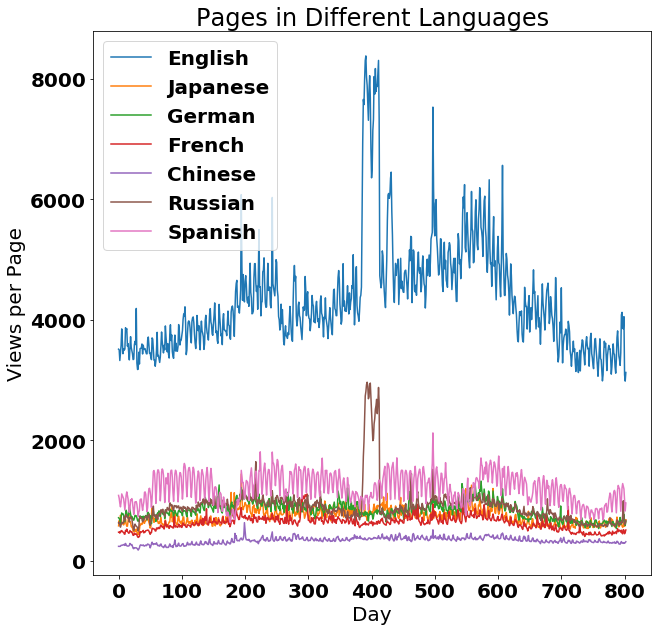 Pages in Different Languages
English
Japanese
German
French
Chinese
Russian
Spanish
8000
6000
4000
2000
0
Views per Page
0 100 200 300 400 500 600 700 800
Day